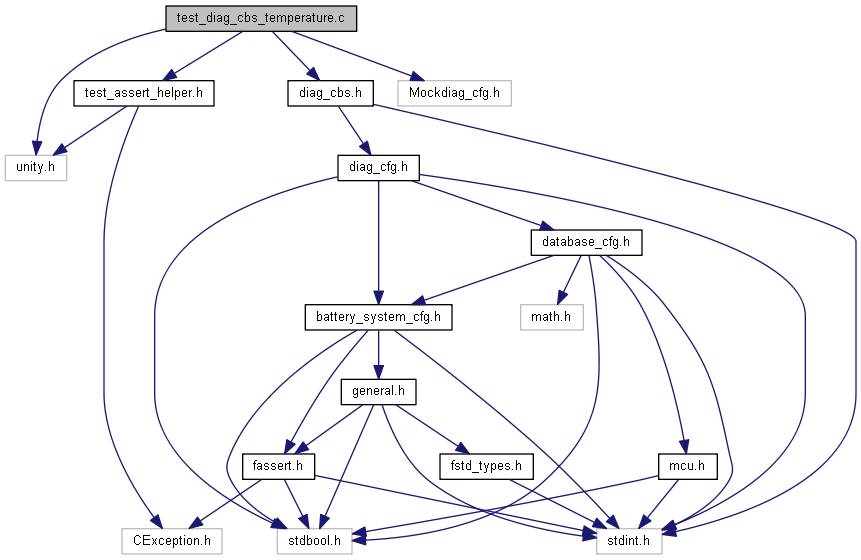 test_diag_cbs_temperature.c
test_assert_helper.h
diag_cbs.h
Mockdiag_cfg.h
unity.h
diag_cfg.h
database_cfg.h
battery_system_cfg.h
math.h
general.h
fassert.h
fstd_types.h
mcu.h
CException.h
stdbool.h
stdint.h